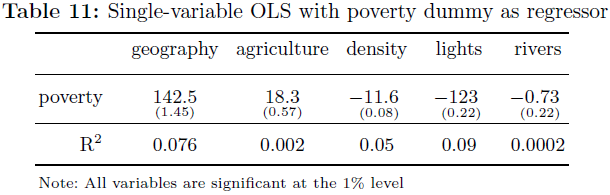 Table 11: Single-variable OLS with poverty dummy as regressor
geography agriculture density lights rivers
poverty 142.5 18.3 −11.6 −123 −0.73
(1.45) (0.57) (0.08) (0.22) (0.22)
R² 0.076 0.002 0.05 0.09 0.0002
Note: All variables are significant at the 1% level